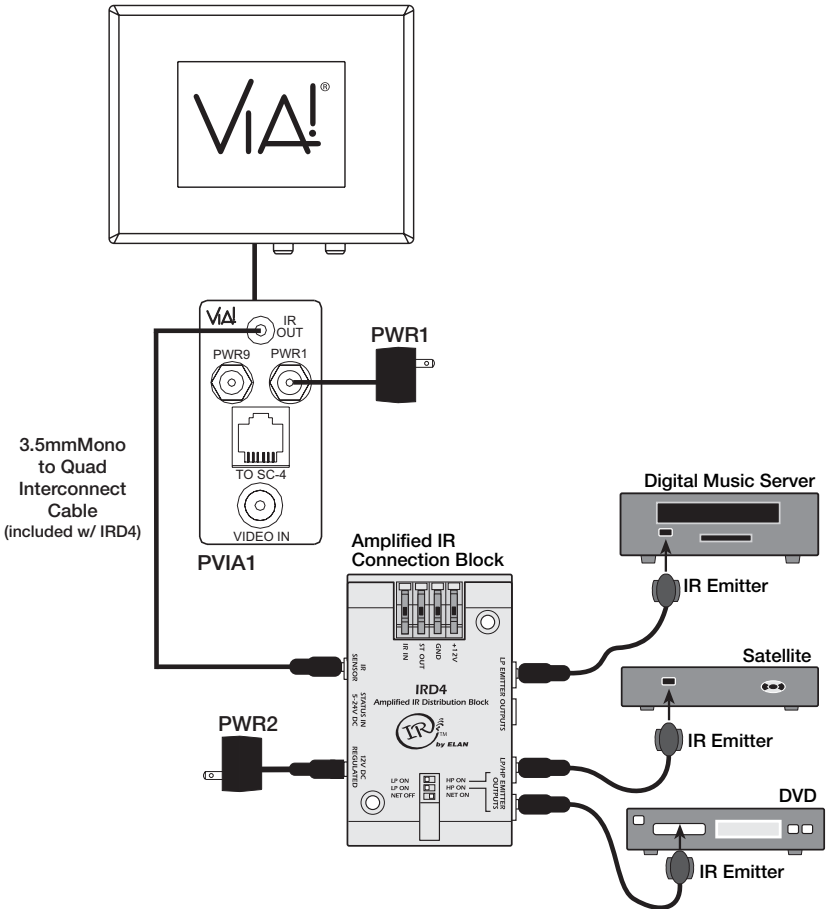 ViA!®
ViA!
IR
OUT
PWR9
PWR1
PWR1
TO SC-4
VIDEO IN
PVIA1
3.5mmMono
to Quad
Interconnect
Cable
(included w/ IRD4)
Amplified IR
Connection Block
IR IN
ST OUT
GND
+12V
IR
SENSOR
STATUS IN
5-24V DC
12V DC
REGULATED
LP EMITTER OUTPUTS
LP/HP EMITTER
OUTPUTS
IRD4
Amplified IR Distribution Block
IR™
by ELAN
LP ON
LP ON
NET OFF
HP ON
HP ON
NET ON
PWR2
Digital Music Server
IR Emitter
Satellite
IR Emitter
DVD
IR Emitter